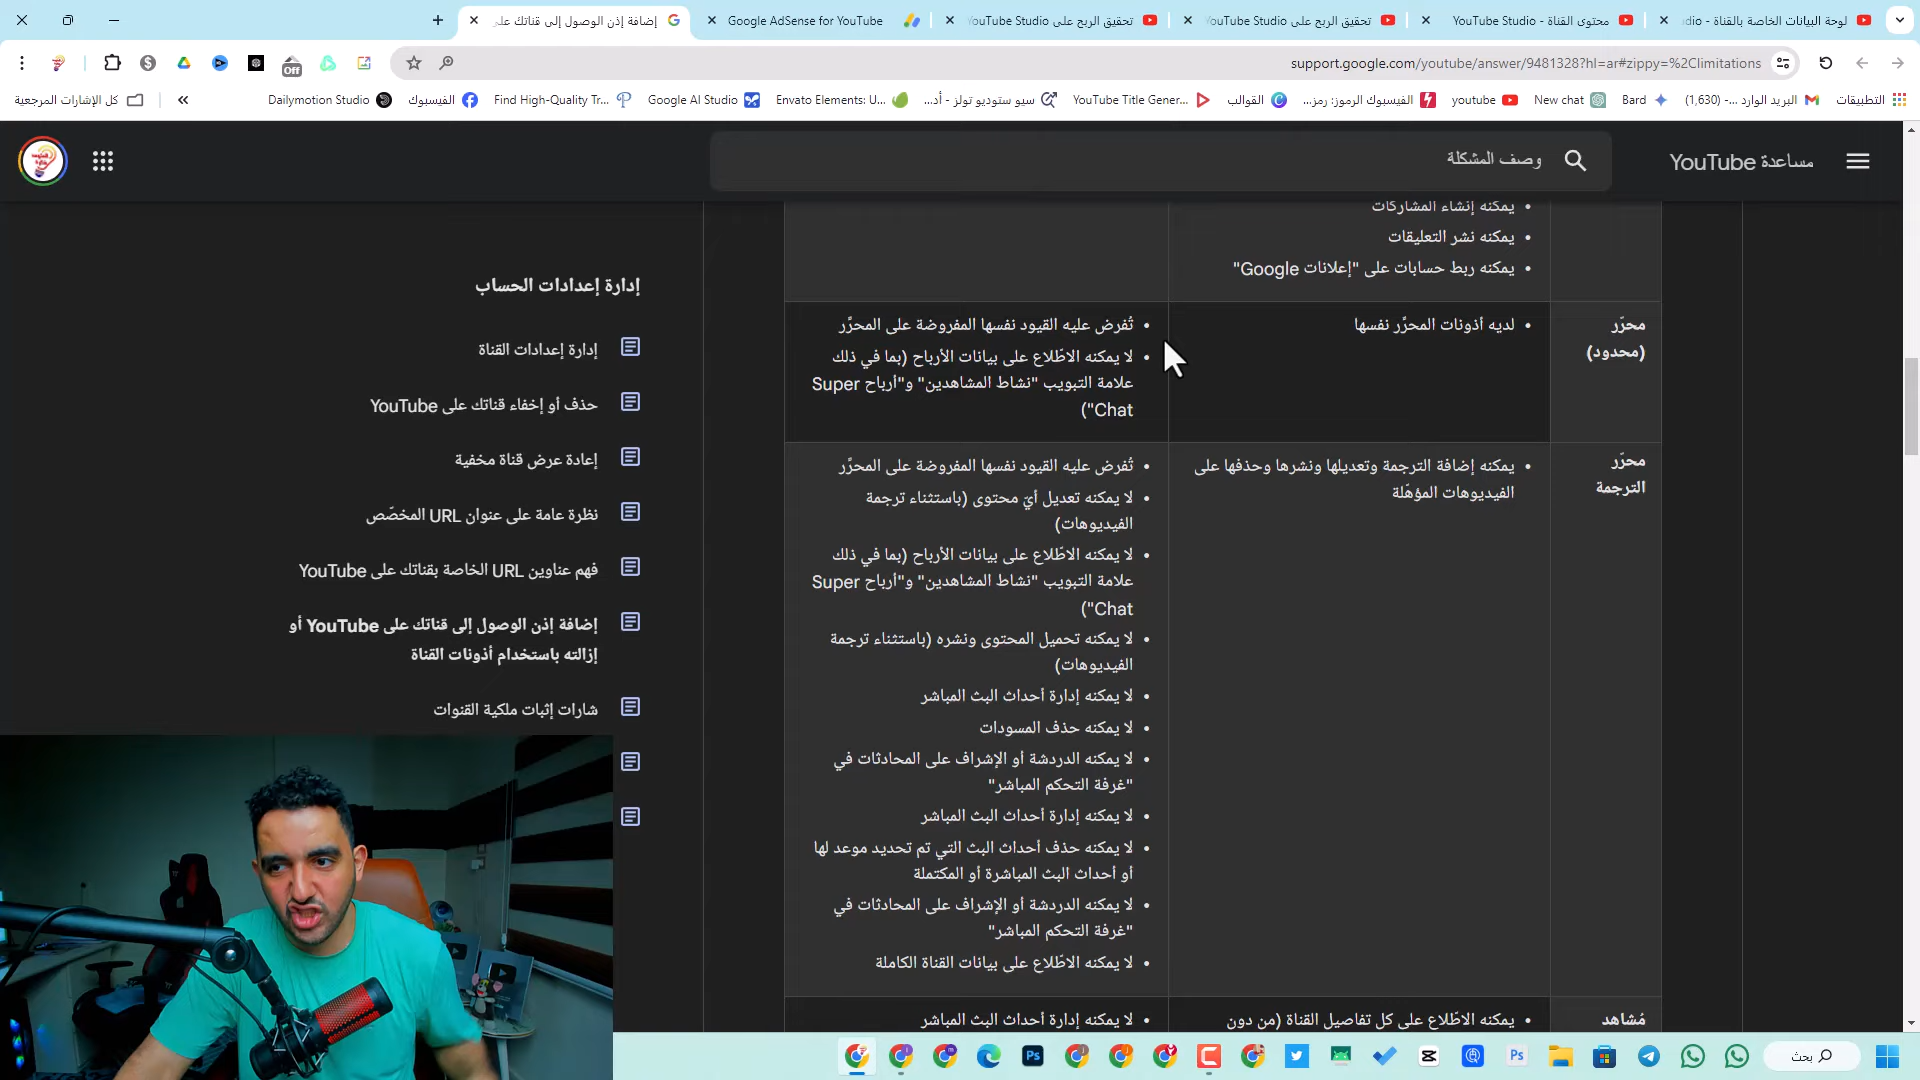 لوحة البيانات الخاصة بالقناة - dio
محتوى القناة - YouTube Studio
تحقيق الربح على YouTube Studio
تحقيق الربح على YouTube Studio
Google AdSense for YouTube
إضافة إذن الوصول إلى قناتك على
support.google.com/youtube/answer/9481328?hl=ar#zippy=%2Climitations
Off
التطبيقات
البريد الوارد - (1,630)...
Bard
New chat
youtube
الفيسبوك الرموز: رمز...
القوالب
YouTube Title Gener...
سيو ستوديو تولز - أد...
Envato Elements: U...
Google AI Studio
Find High-Quality Tr...
الفيسبوك
Dailymotion Studio
»
كل الإشارات المرجعية
مساعدة YouTube
وصف المشكلة
يمكنه إنشاء المشاركات
يمكنه نشر التعليقات
يمكنه ربط حسابات على "إعلانات Google"
محرّر
(محدود)
لديه أذونات المحرِّر نفسها
تُفرض عليه القيود نفسها المفروضة على المحرِّر
لا يمكنه الاطّلاع على بيانات الأرباح (بما في ذلك
علامة التبويب "نشاط المشاهدين" و"أرباح Super
Chat")
محرّر
الترجمة
يمكنه إضافة الترجمة وتعديلها ونشرها وحذفها على
الفيديوهات المؤهّلة
تُفرض عليه القيود نفسها المفروضة على المحرِّر
لا يمكنه تعديل أيّ محتوى (باستثناء ترجمة
الفيديوهات)
لا يمكنه الاطّلاع على بيانات الأرباح (بما في ذلك
علامة التبويب "نشاط المشاهدين" و"أرباح Super
Chat")
لا يمكنه تحميل المحتوى ونشره (باستثناء ترجمة
الفيديوهات)
لا يمكنه إدارة أحداث البث المباشر
لا يمكنه حذف المسودات
لا يمكنه الدردشة أو الإشراف على المحادثات في
"غرفة التحكم المباشر"
لا يمكنه إدارة أحداث البث المباشر
لا يمكنه حذف أحداث البث التي تم تحديد موعد لها
أو أحداث البث المباشرة أو المكتملة
لا يمكنه الدردشة أو الإشراف على المحادثات في
"غرفة التحكم المباشر"
لا يمكنه الاطّلاع على بيانات القناة الكاملة
مُشاهد
يمكنه الاطّلاع على كل تفاصيل القناة (من دون
لا يمكنه إدارة أحداث البث المباشر
إدارة إعدادات الحساب
إدارة إعدادات القناة
حذف أو إخفاء قناتك على YouTube
إعادة عرض قناة مخفية
نظرة عامة على عنوان URL المخصّص
فهم عناوين URL الخاصة بقناتك على YouTube
إضافة إذن الوصول إلى قناتك على YouTube أو
إزالته باستخدام أذونات القناة
شارات إثبات ملكية القنوات
Ps
Ps
بحث